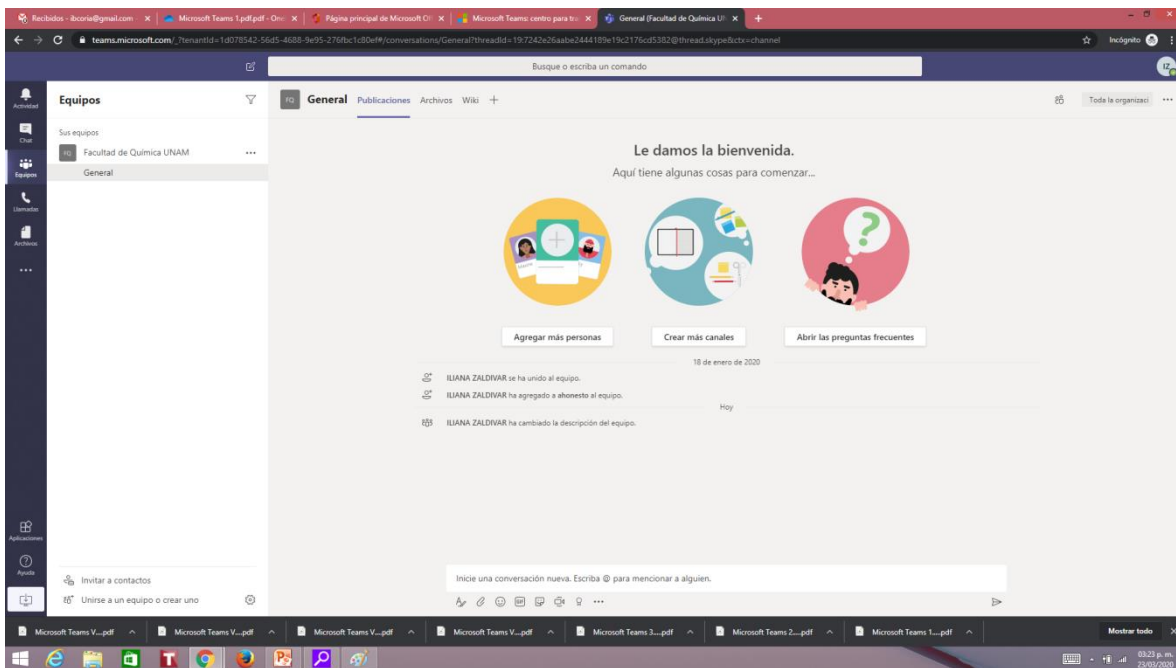 Recibidos - ibcoria@gmail.com
Microsoft Teams 1.pdf.pdf - One
Página principal de Microsoft Of
Microsoft Teams: centro para tra
General (Facultad de Química UN
teams.microsoft.com/_?tenantId=1d078542-56d5-4688-9e95-276fbc1c80ef#/conversations/General?threadId=19:7242e26aabe2444189e19c2176cd5382@thread.skype&ctx=channel
Incógnito
Busque o escriba un comando
IZ
Actividad
Chat
Equipos
Llamadas
Archivos
Aplicaciones
Ayuda
Equipos
Sus equipos
FQ Facultad de Química UNAM
General
Invitar a contactos
Unirse a un equipo o crear uno
FQ General Publicaciones Archivos Wiki +
Toda la organizaci
Le damos la bienvenida.
Aquí tiene algunas cosas para comenzar...
Agregar más personas
Crear más canales
Abrir las preguntas frecuentes
18 de enero de 2020
ILIANA ZALDIVAR se ha unido al equipo.
ILIANA ZALDIVAR ha agregado a ahonesto al equipo.
Hoy
ILIANA ZALDIVAR ha cambiado la descripción del equipo.
Inicie una conversación nueva. Escriba @ para mencionar a alguien.
GIF
Microsoft Teams V....pdf
Microsoft Teams V....pdf
Microsoft Teams V....pdf
Microsoft Teams V....pdf
Microsoft Teams 3....pdf
Microsoft Teams 2....pdf
Microsoft Teams 1....pdf
Mostrar todo
03:23 p. m.
23/03/2020